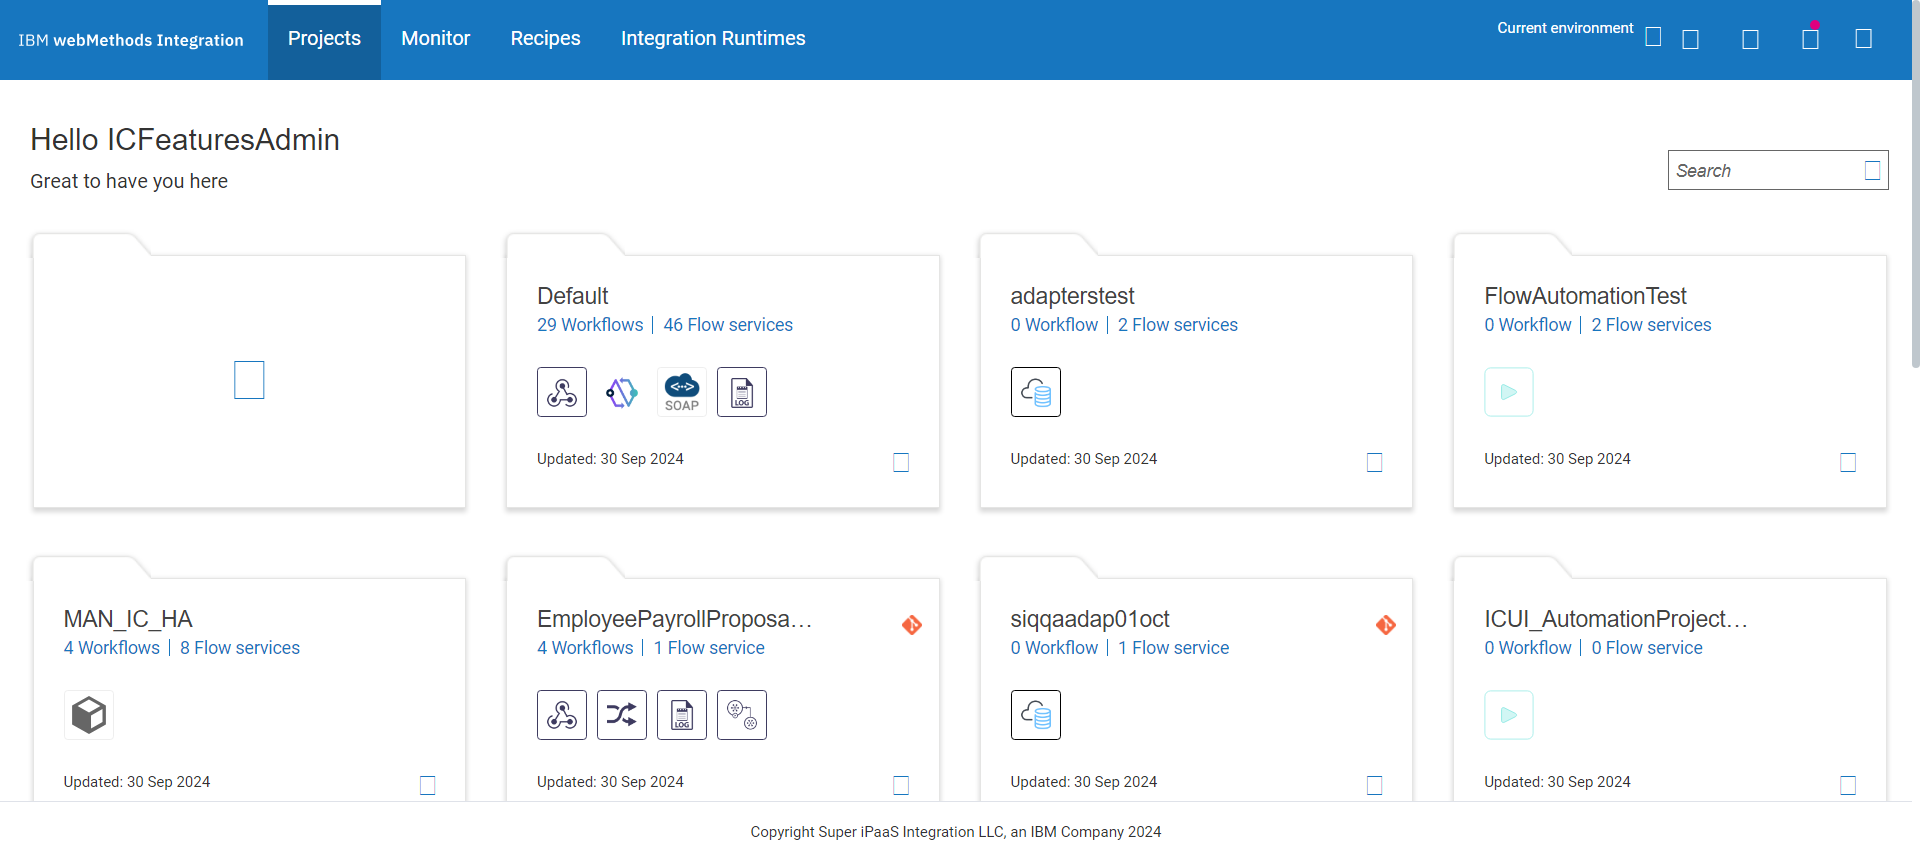 IBM webMethods Integration
Projects
Monitor
Recipes
Integration Runtimes
Current environment
Hello ICFeaturesAdmin
Great to have you here
Search
Default
29 Workflows | 46 Flow services
SOAP
LOG
Updated: 30 Sep 2024
adapterstest
0 Workflow | 2 Flow services
Updated: 30 Sep 2024
FlowAutomationTest
0 Workflow | 2 Flow services
Updated: 30 Sep 2024
MAN_IC_HA
4 Workflows | 8 Flow services
Updated: 30 Sep 2024
EmployeePayrollProposa...
4 Workflows | 1 Flow service
LOG
Updated: 30 Sep 2024
siqqaadap01oct
0 Workflow | 1 Flow service
Updated: 30 Sep 2024
ICUI_AutomationProject...
0 Workflow | 0 Flow service
Updated: 30 Sep 2024
Copyright Super iPaaS Integration LLC, an IBM Company 2024